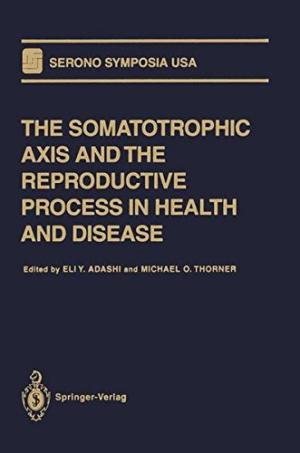 SERONO SYMPOSIA USA
THE SOMATOTROPHIC
AXIS AND THE
REPRODUCTIVE
PROCESS IN HEALTH
AND DISEASE
Edited by ELI Y. ADASHI and MICHAEL O. THORNER
Springer-Verlag